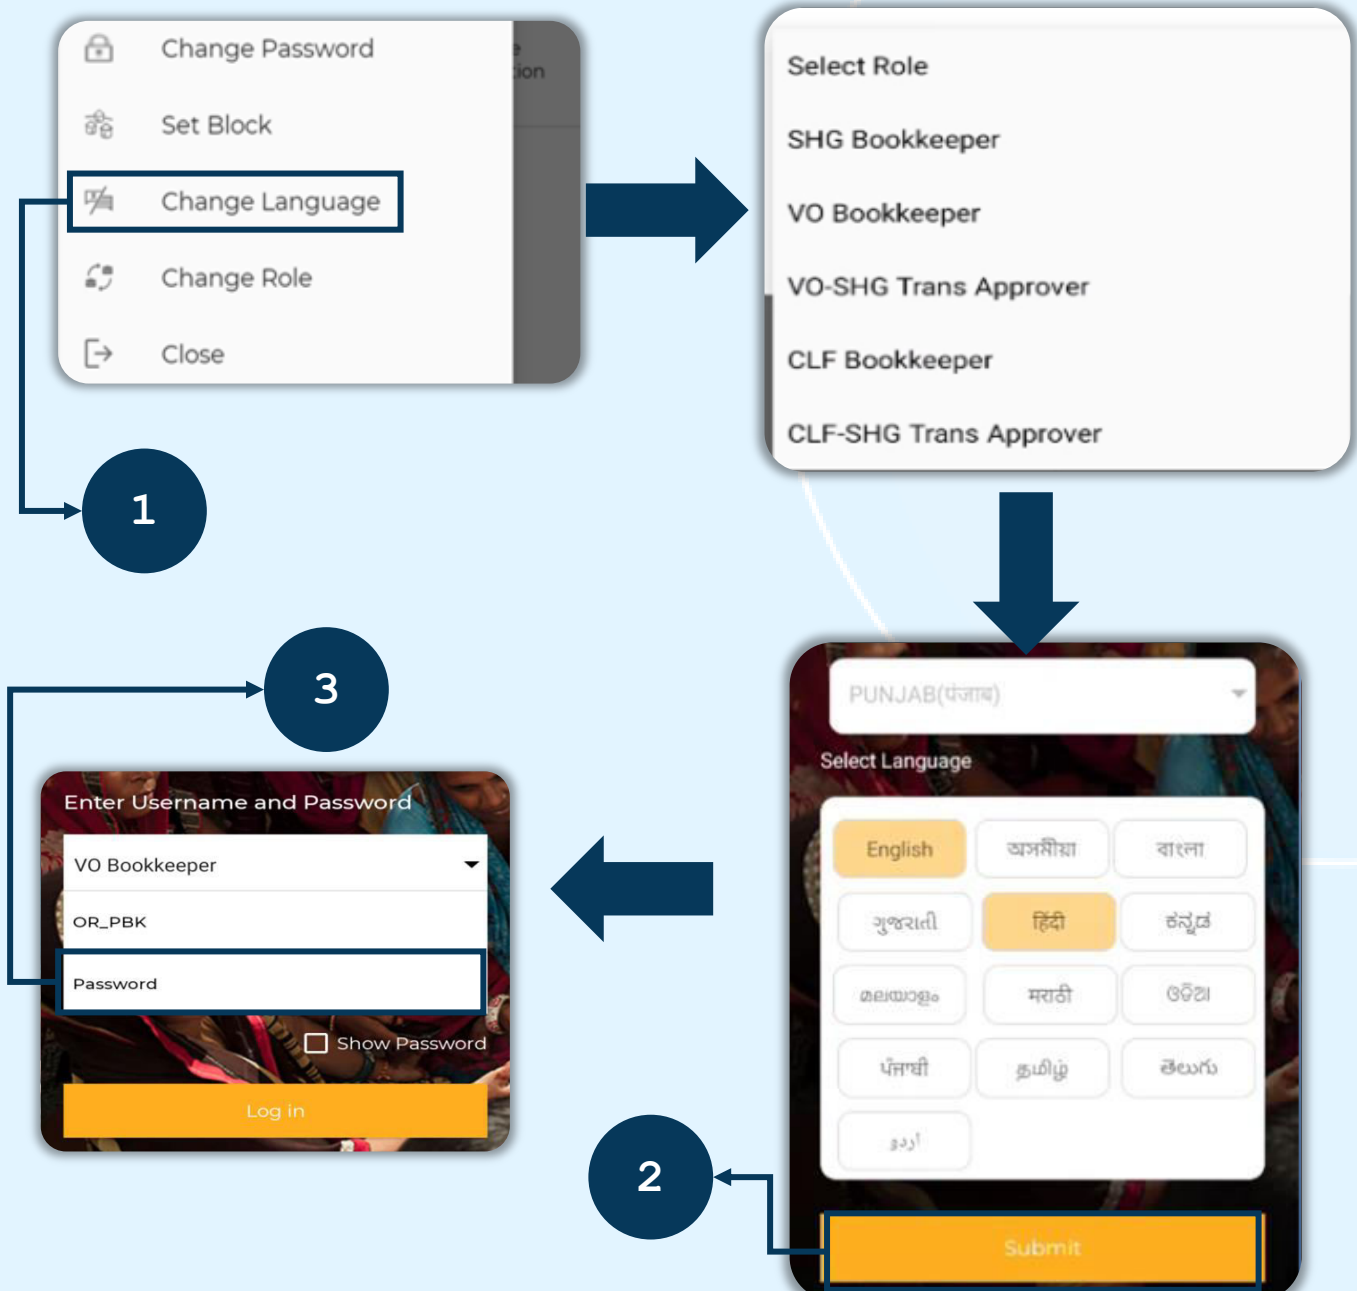 Change Password
Set Block
Change Language
Change Role
Close
e
tion
Select Role
SHG Bookkeeper
VO Bookkeeper
VO-SHG Trans Approver
CLF Bookkeeper
CLF-SHG Trans Approver
1
3
Enter Username and Password
VO Bookkeeper
OR_PBK
Password
Show Password
Log in
PUNJAB(पंजाब)
Select Language
English অসমীয়া বাংলা
ગુજરાતી हिंदी ಕನ್ನಡ
മലയാളം मराठी ଓଡ଼ିଆ
ਪੰਜਾਬੀ தமிழ் తెలుగు
اردو
2
Submit